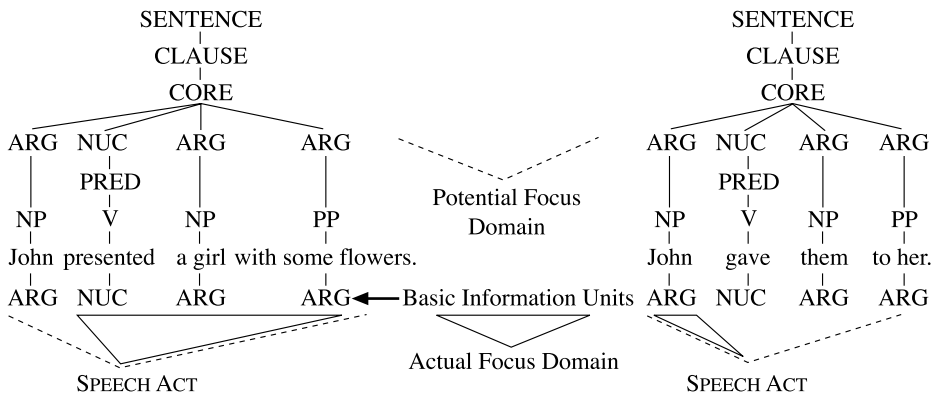 SENTENCE SENTENCE
CLAUSE CLAUSE
CORE CORE
ARG NUC ARG ARG ARG NUC ARG ARG
PRED PRED
Potential Focus
Domain
NP V NP PP NP V NP PP
John presented a girl with some flowers. John gave them to her.
ARG NUC ARG ARG Basic Information Units ARG NUC ARG ARG
Actual Focus Domain
SPEECH ACT SPEECH ACT